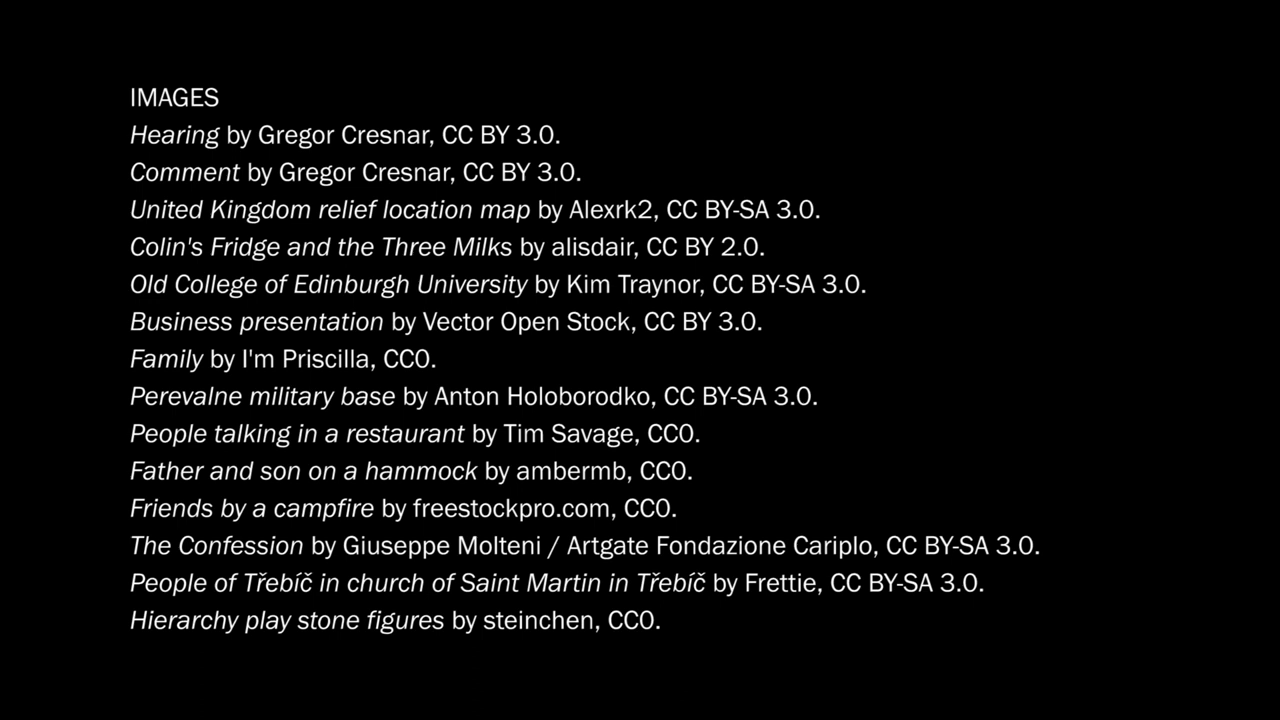 IMAGES
Hearing by Gregor Cresnar, CC BY 3.0.
Comment by Gregor Cresnar, CC BY 3.0.
United Kingdom relief location map by Alexrk2, CC BY-SA 3.0.
Colin's Fridge and the Three Milks by alisdair, CC BY 2.0.
Old College of Edinburgh University by Kim Traynor, CC BY-SA 3.0.
Business presentation by Vector Open Stock, CC BY 3.0.
Family by I'm Priscilla, CC0.
Perevalne military base by Anton Holoborodko, CC BY-SA 3.0.
People talking in a restaurant by Tim Savage, CC0.
Father and son on a hammock by ambermb, CC0.
Friends by a campfire by freestockpro.com, CC0.
The Confession by Giuseppe Molteni / Artgate Fondazione Cariplo, CC BY-SA 3.0.
People of Třebíč in church of Saint Martin in Třebíč by Frettie, CC BY-SA 3.0.
Hierarchy play stone figures by steinchen, CC0.